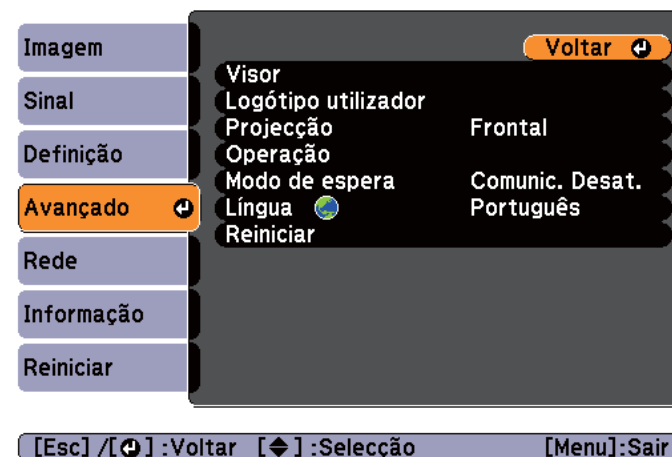 Imagem
Sinal
Definição
Avançado
Rede
Informação
Reiniciar
Voltar
Visor
Logótipo utilizador
Projecção Frontal
Operação
Modo de espera Comunic. Desat.
Língua Português
Reiniciar
[Esc] /[⏎] :Voltar [◆] :Selecção [Menu]:Sair